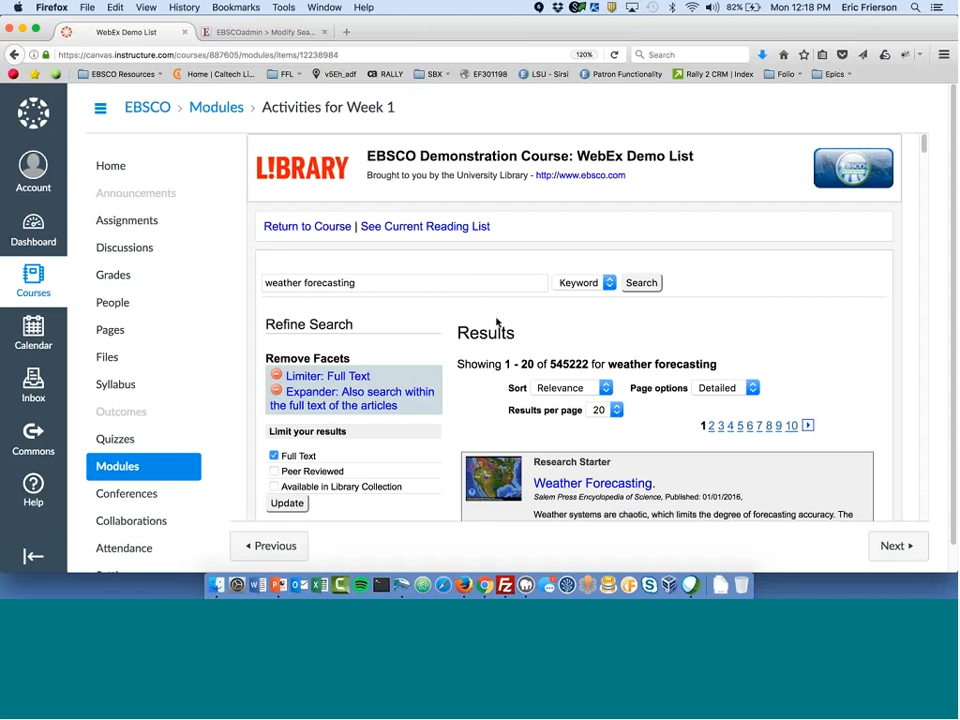 Firefox File Edit View History Bookmarks Tools Window Help 82% Mon 12:18 PM Eric Frierson
WebEx Demo List × EBSCOadmin > Modify Sea... × +
https://canvas.instructure.com/courses/887605/modules/items/12238984 120% Search
EBSCO Resources Home | Caltech Li... FFL v5Eh_adf RALLY SBX EF301198 LSU - Sirsi Patron Functionality Rally 2 CRM | Index Folio Epics
EBSCO > Modules > Activities for Week 1
Account
Dashboard
Courses
Calendar
Inbox
Commons
Help
Home
Announcements
Assignments
Discussions
Grades
People
Pages
Files
Syllabus
Outcomes
Quizzes
Modules
Conferences
Collaborations
Attendance
L!BRARY
EBSCO Demonstration Course: WebEx Demo List
Brought to you by the University Library - http://www.ebsco.com
Return to Course | See Current Reading List
weather forecasting Keyword Search
Refine Search
Remove Facets
Limiter: Full Text
Expander: Also search within
the full text of the articles
Limit your results
Full Text
Peer Reviewed
Available in Library Collection
Update
Results
Showing 1 - 20 of 545222 for weather forecasting
Sort Relevance Page options Detailed
Results per page 20
1 2 3 4 5 6 7 8 9 10
Research Starter
Weather Forecasting.
Salem Press Encyclopedia of Science, Published: 01/01/2016,
Weather systems are chaotic, which limits the degree of forecasting accuracy. The
Previous
Next